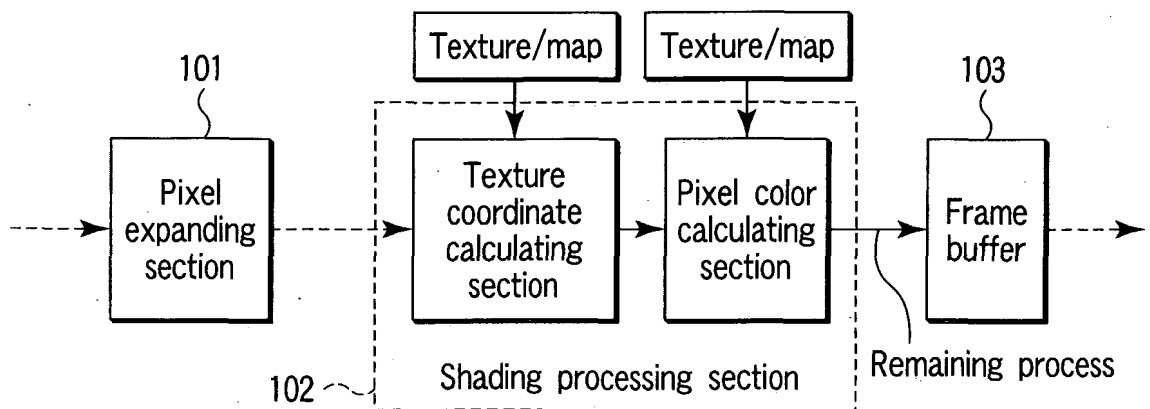 Texture/map
Texture/map
101
103
Pixel
expanding
section
Texture
coordinate
calculating
section
Pixel color
calculating
section
Frame
buffer
102
Shading processing section
Remaining process